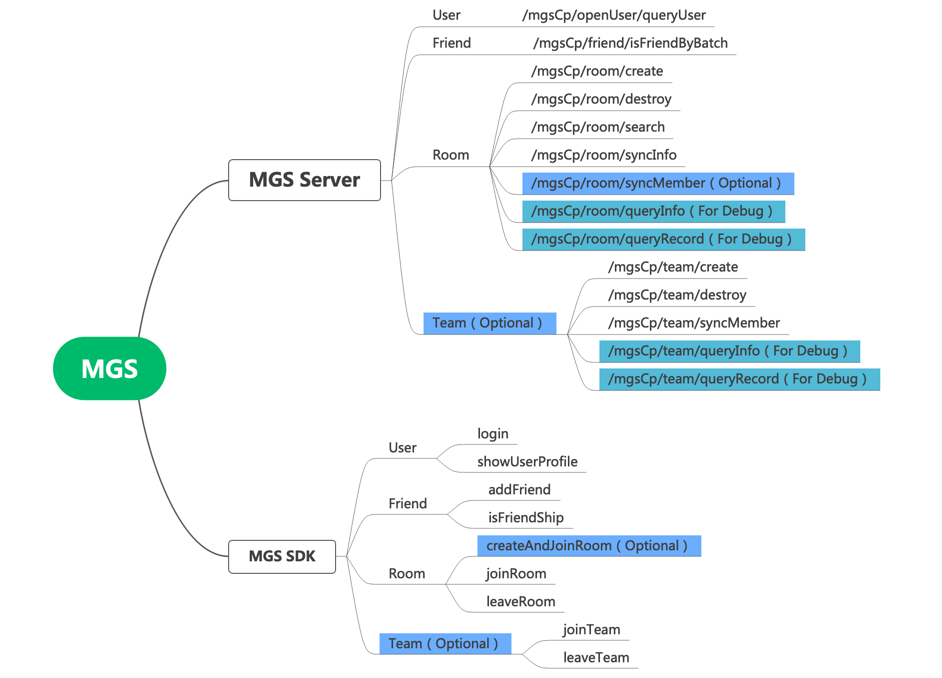 MGS
MGS Server
User
/mgsCp/openUser/queryUser
Friend
/mgsCp/friend/isFriendByBatch
Room
/mgsCp/room/create
/mgsCp/room/destroy
/mgsCp/room/search
/mgsCp/room/syncInfo
/mgsCp/room/syncMember ( Optional )
/mgsCp/room/queryInfo ( For Debug )
/mgsCp/room/queryRecord ( For Debug )
Team ( Optional )
/mgsCp/team/create
/mgsCp/team/destroy
/mgsCp/team/syncMember
/mgsCp/team/queryInfo ( For Debug )
/mgsCp/team/queryRecord ( For Debug )
MGS SDK
User
login
showUserProfile
Friend
addFriend
isFriendShip
Room
createAndJoinRoom ( Optional )
joinRoom
leaveRoom
Team ( Optional )
joinTeam
leaveTeam